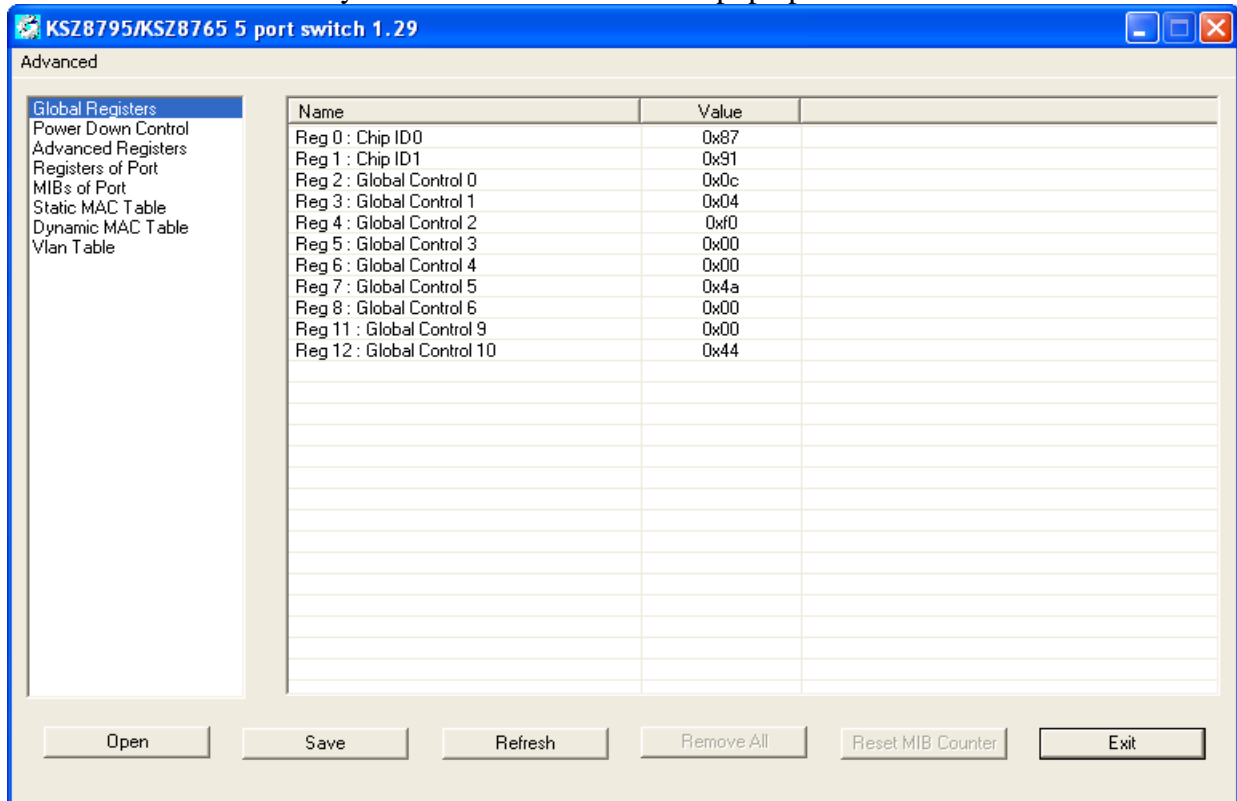 KSZ8795/KSZ8765 5 port switch 1.29
Advanced
Global Registers
Power Down Control
Advanced Registers
Registers of Port
MIBs of Port
Static MAC Table
Dynamic MAC Table
Vlan Table
Name Value
Reg 0 : Chip ID0 0x87
Reg 1 : Chip ID1 0x91
Reg 2 : Global Control 0 0x0c
Reg 3 : Global Control 1 0x04
Reg 4 : Global Control 2 0xf0
Reg 5 : Global Control 3 0x00
Reg 6 : Global Control 4 0x00
Reg 7 : Global Control 5 0x4a
Reg 8 : Global Control 6 0x00
Reg 11 : Global Control 9 0x00
Reg 12 : Global Control 10 0x44
Open Save Refresh Remove All Reset MIB Counter Exit